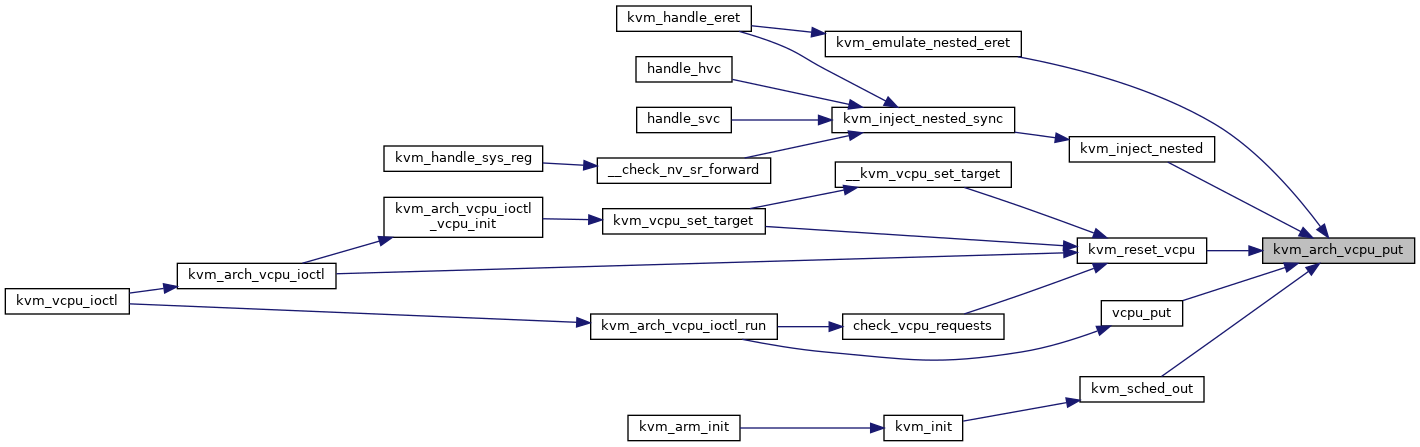 kvm_handle_eret
kvm_emulate_nested_eret
handle_hvc
handle_svc
kvm_inject_nested_sync
kvm_inject_nested
kvm_handle_sys_reg
__check_nv_sr_forward
__kvm_vcpu_set_target
kvm_arch_vcpu_ioctl
_vcpu_init
kvm_vcpu_set_target
kvm_reset_vcpu
kvm_arch_vcpu_put
kvm_arch_vcpu_ioctl
kvm_vcpu_ioctl
kvm_arch_vcpu_ioctl_run
check_vcpu_requests
vcpu_put
kvm_sched_out
kvm_arm_init
kvm_init